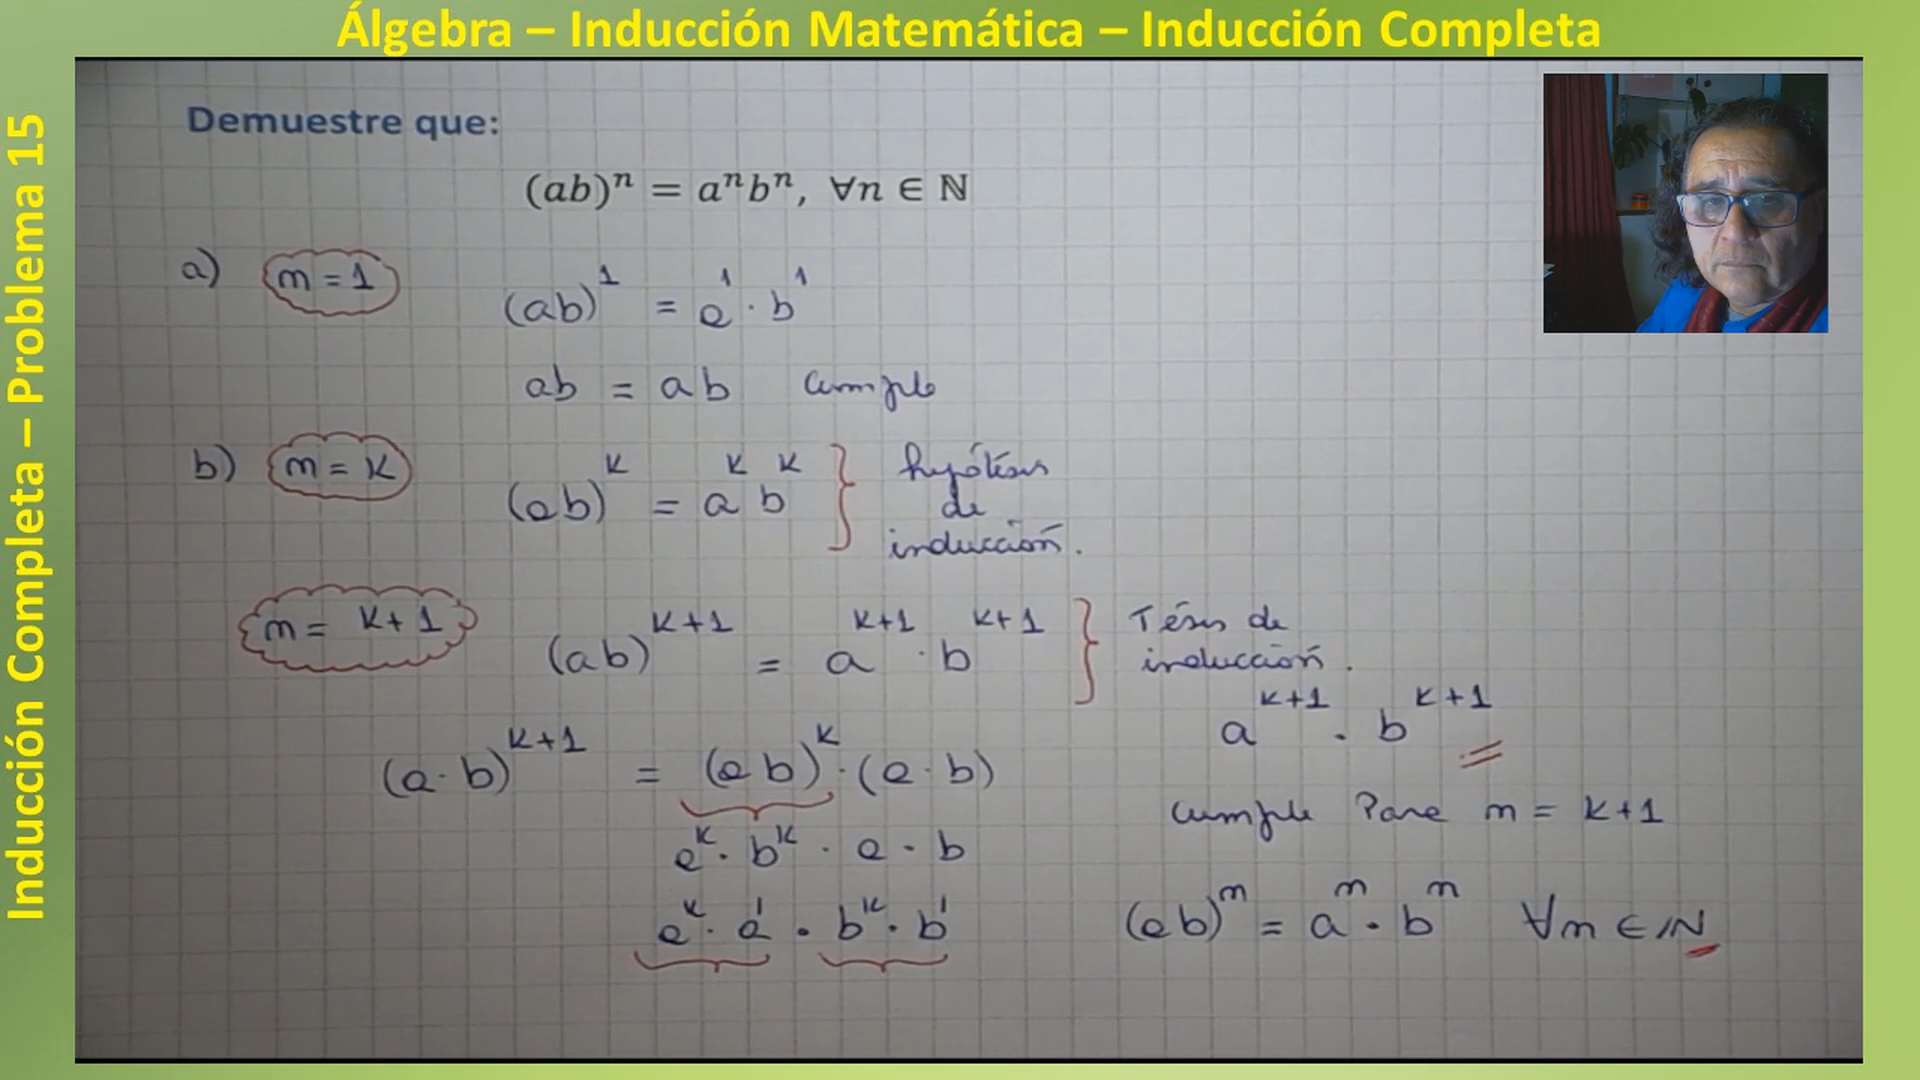 Álgebra – Inducción Matemática – Inducción Completa
Inducción Completa – Problema 15
Demuestre que:
(ab)ⁿ = aⁿbⁿ, ∀n ∈ ℕ
a) n = 1 (ab)¹ = a¹ · b¹
ab = ab Cumple
b) n = K (ab)ᴷ = aᴷ bᴷ } hypótesis
de
inducción.
n = K+1 (ab)ᴷ⁺¹ = aᴷ⁺¹ · bᴷ⁺¹ } Tésis de
inducción.
(a·b)ᴷ⁺¹ = (ab)ᴷ · (a·b)
aᴷ · bᴷ · a · b
aᴷ · a¹ · bᴷ · b¹
aᴷ⁺¹ · bᴷ⁺¹
Cumple Para n = K+1
(ab)ⁿ = aⁿ · bⁿ ∀n ∈ ℕ